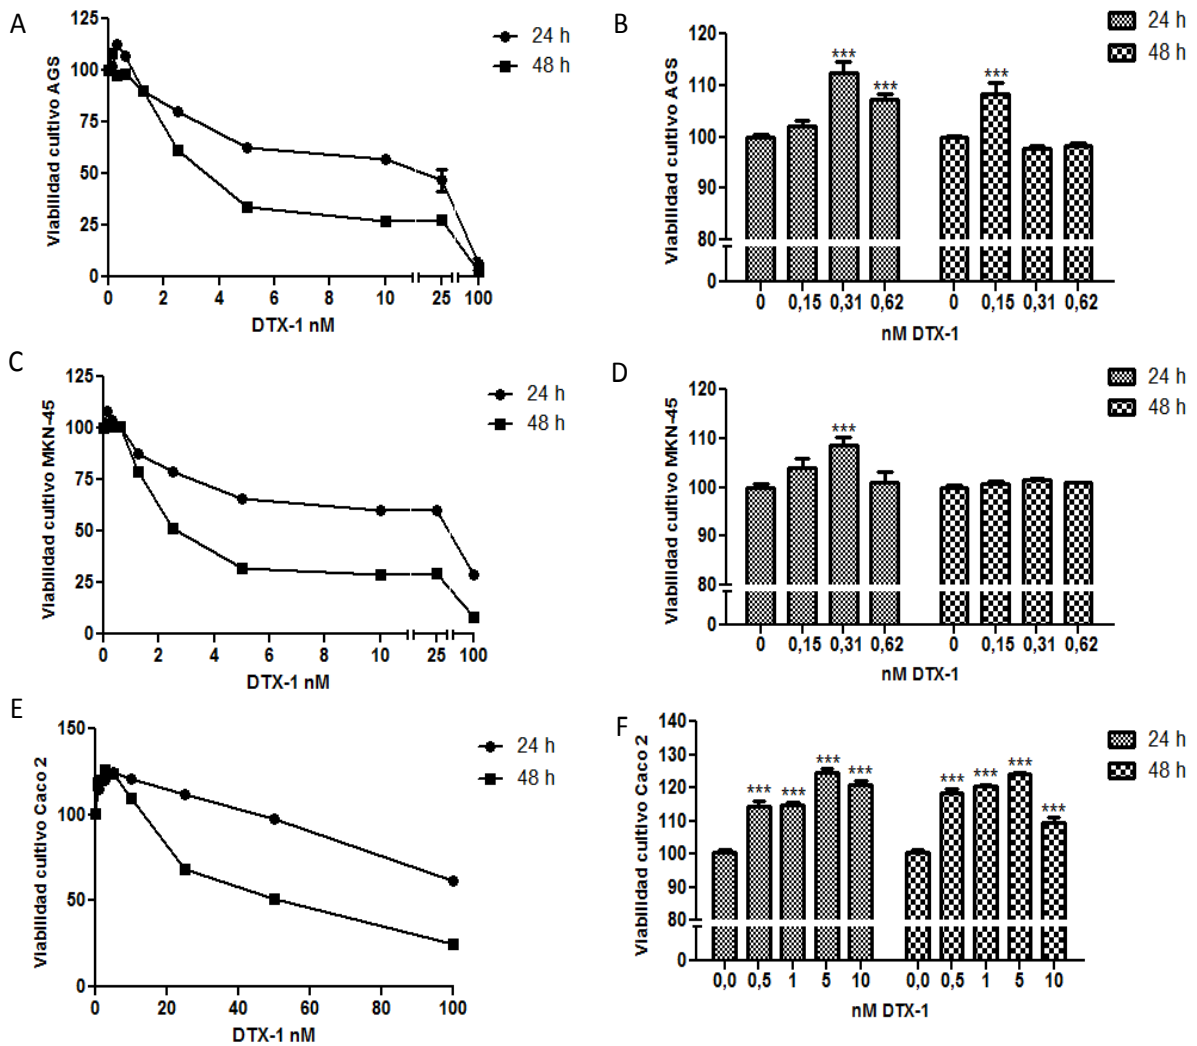 A
Viabilidad cultivo AGS
125
100
75
50
25
0
0 2 4 6 8 10 25 100
DTX-1 nM
24 h
48 h
B
Viabilidad cultivo AGS
120
110
100
90
80
0
*** *** ***
0 0,15 0,31 0,62 0 0,15 0,31 0,62
nM DTX-1
24 h
48 h
C
Viabilidad cultivo MKN-45
125
100
75
50
25
0
0 2 4 6 8 10 25 100
DTX-1 nM
24 h
48 h
D
Viabilidad cultivo MKN-45
120
110
100
90
80
0
***
0 0,15 0,31 0,62 0 0,15 0,31 0,62
nM DTX-1
24 h
48 h
E
Viabilidad cultivo Caco 2
150
100
50
0
0 20 40 60 80 100
DTX-1 nM
24 h
48 h
F
Viabilidad cultivo Caco 2
140
130
120
110
100
90
80
0
*** *** *** *** *** *** *** ***
0,0 0,5 1 5 10 0,0 0,5 1 5 10
nM DTX-1
24 h
48 h